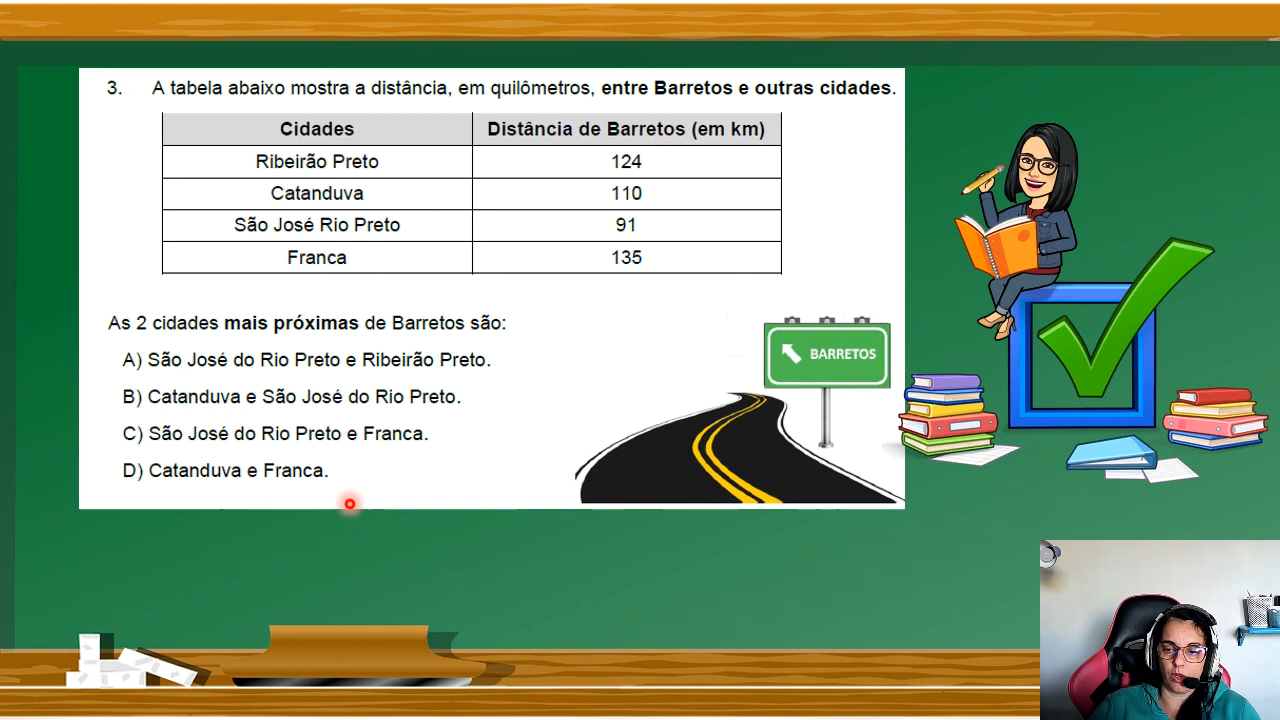 3. A tabela abaixo mostra a distância, em quilômetros, entre Barretos e outras cidades.
Cidades Distância de Barretos (em km)
Ribeirão Preto 124
Catanduva 110
São José Rio Preto 91
Franca 135
As 2 cidades mais próximas de Barretos são:
A) São José do Rio Preto e Ribeirão Preto.
B) Catanduva e São José do Rio Preto.
C) São José do Rio Preto e Franca.
D) Catanduva e Franca.
BARRETOS